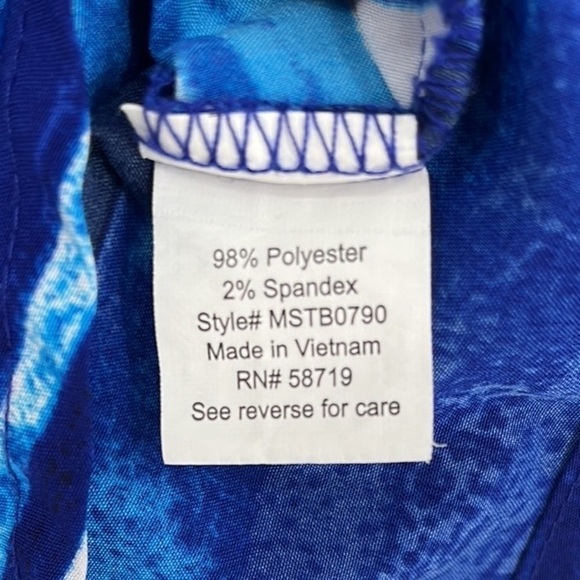 98% Polyester
2% Spandex
Style# MSTB0790
Made in Vietnam
RN# 58719
See reverse for care